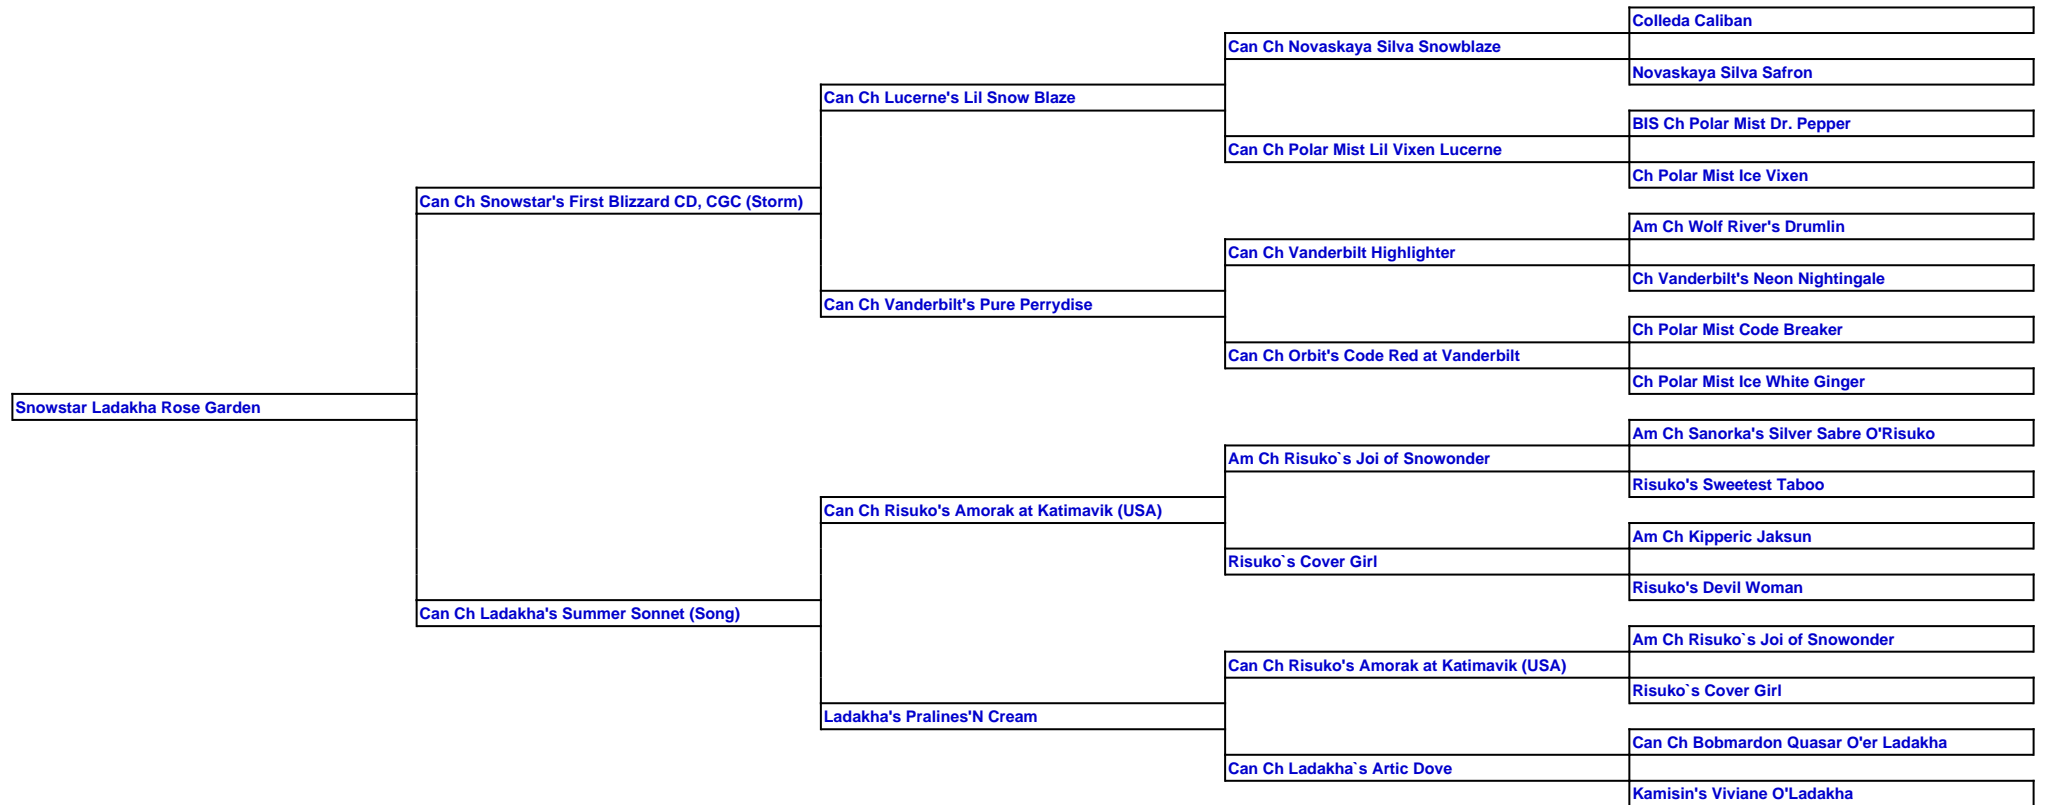 Colleda Caliban
Can Ch Novaskaya Silva Snowblaze
Novaskaya Silva Safron
Can Ch Lucerne's Lil Snow Blaze
BIS Ch Polar Mist Dr. Pepper
Can Ch Polar Mist Lil Vixen Lucerne
Ch Polar Mist Ice Vixen
Can Ch Snowstar's First Blizzard CD, CGC (Storm)
Am Ch Wolf River's Drumlin
Can Ch Vanderbilt Highlighter
Ch Vanderbilt's Neon Nightingale
Can Ch Vanderbilt's Pure Perrydise
Ch Polar Mist Code Breaker
Can Ch Orbit's Code Red at Vanderbilt
Ch Polar Mist Ice White Ginger
Snowstar Ladakha Rose Garden
Am Ch Sanorka's Silver Sabre O'Risuko
Am Ch Risuko`s Joi of Snowonder
Risuko's Sweetest Taboo
Can Ch Risuko's Amorak at Katimavik (USA)
Am Ch Kipperic Jaksun
Risuko`s Cover Girl
Risuko's Devil Woman
Can Ch Ladakha's Summer Sonnet (Song)
Am Ch Risuko`s Joi of Snowonder
Can Ch Risuko's Amorak at Katimavik (USA)
Risuko`s Cover Girl
Ladakha's Pralines'N Cream
Can Ch Bobmardon Quasar O'er Ladakha
Can Ch Ladakha`s Artic Dove
Kamisin's Viviane O'Ladakha